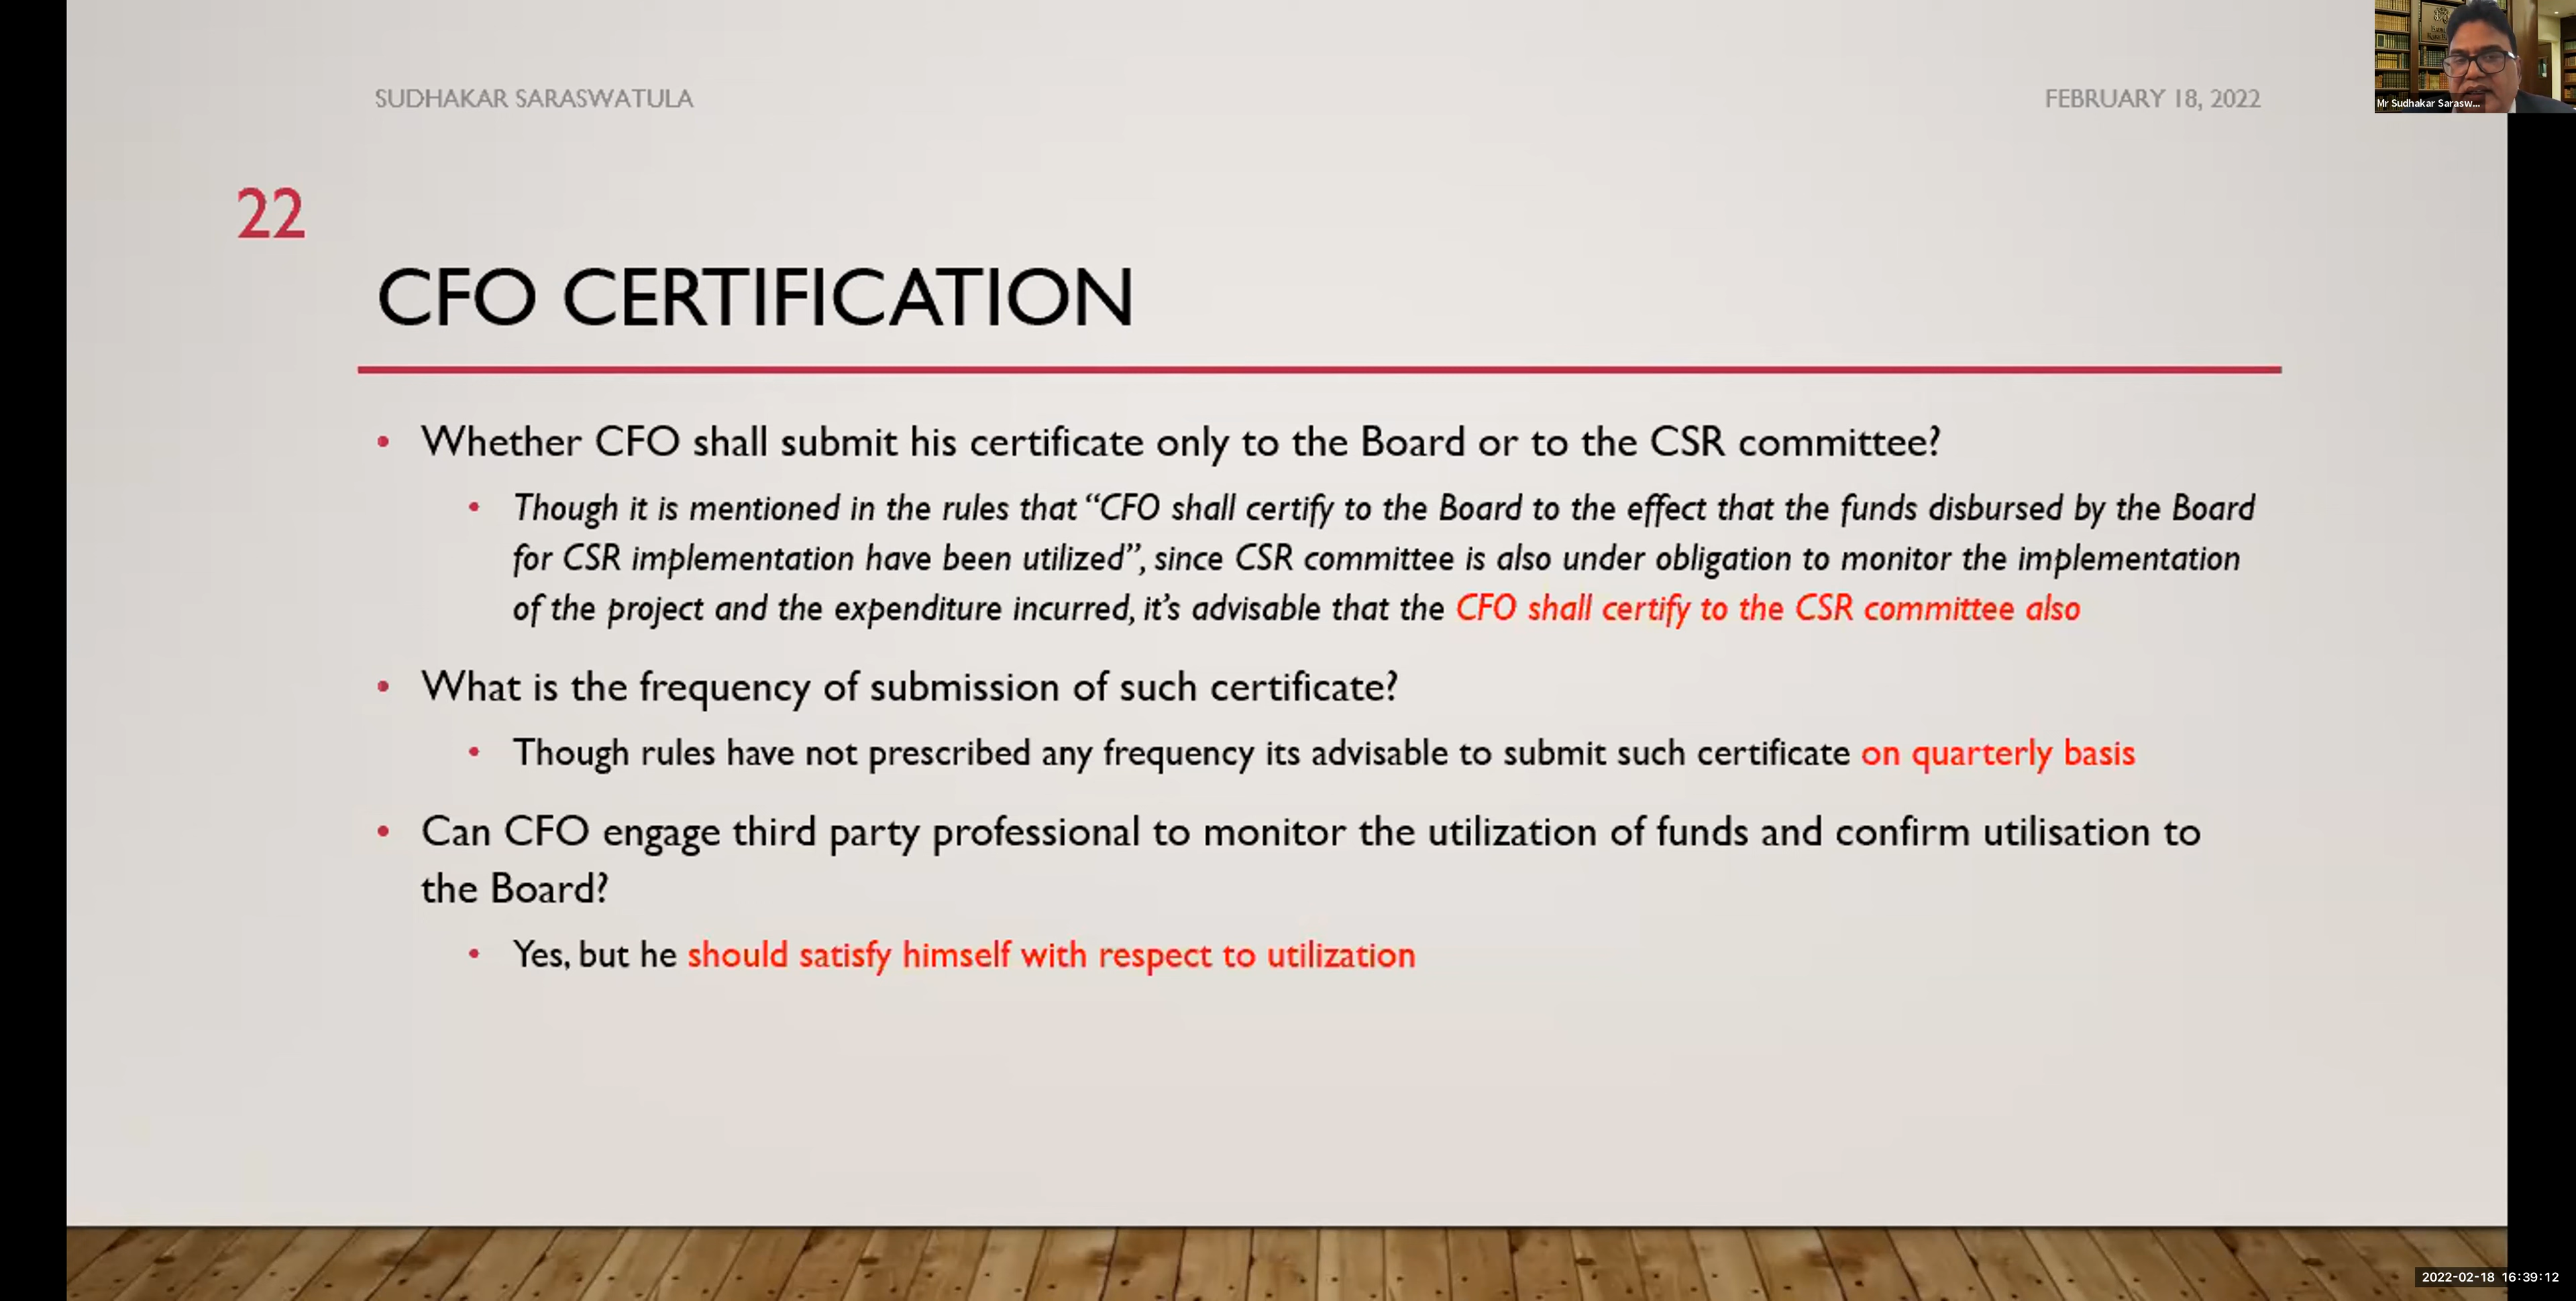 SUDHAKAR SARASWATULA
FEBRUARY 18, 2022
Mr Sudhakar Sarasw...
22
CFO CERTIFICATION
• Whether CFO shall submit his certificate only to the Board or to the CSR committee?
• Though it is mentioned in the rules that “CFO shall certify to the Board to the effect that the funds disbursed by the Board
for CSR implementation have been utilized”, since CSR committee is also under obligation to monitor the implementation
of the project and the expenditure incurred, it’s advisable that the CFO shall certify to the CSR committee also
• What is the frequency of submission of such certificate?
• Though rules have not prescribed any frequency its advisable to submit such certificate on quarterly basis
• Can CFO engage third party professional to monitor the utilization of funds and confirm utilisation to
the Board?
• Yes, but he should satisfy himself with respect to utilization
2022-02-18 16:39:12